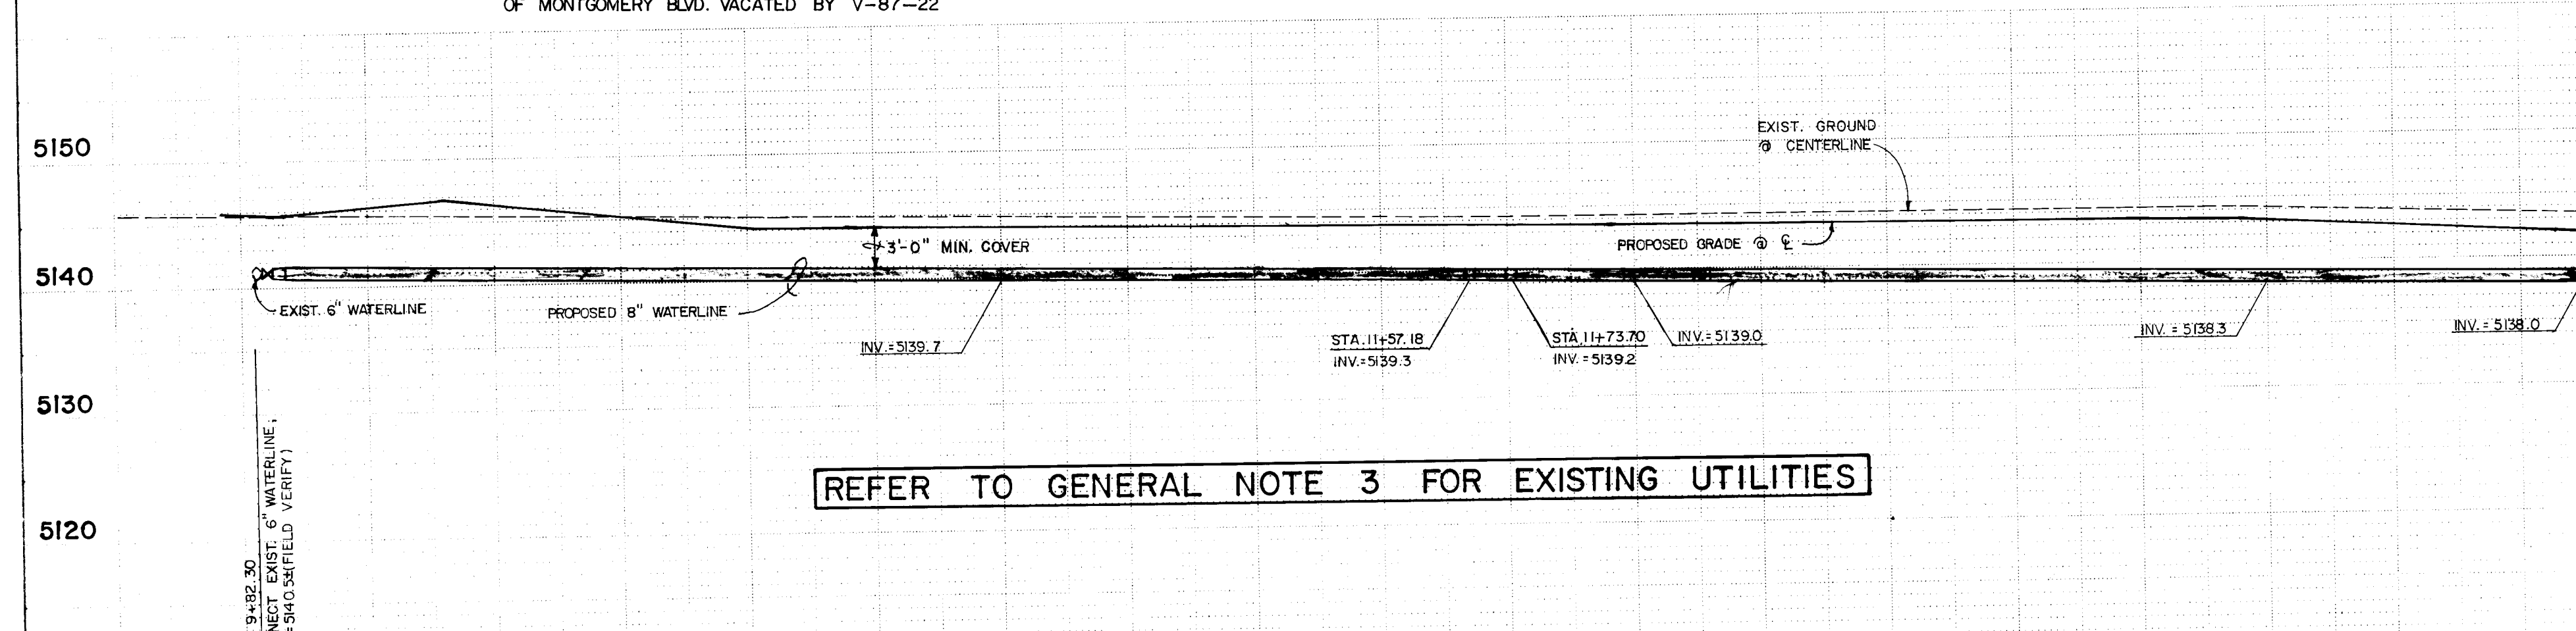 OF MONTGOMERY BLVD. VACATED BY V-87-22
5150
EXIST. GROUND
@ CENTERLINE
3'-0" MIN. COVER
PROPOSED GRADE @ ℄
5140
EXIST. 6" WATERLINE
PROPOSED 8" WATERLINE
INV.=5139.7
STA.11+57.18
INV.=5139.3
STA.11+73.70
INV.=5139.2
INV.=5139.0
INV. = 5138.3
INV. = 5138.0
5130
REFER TO GENERAL NOTE 3 FOR EXISTING UTILITIES
5120
9+82.30
NECT EXIST. 6" WATERLINE;
=5140.5±(FIELD VERIFY)